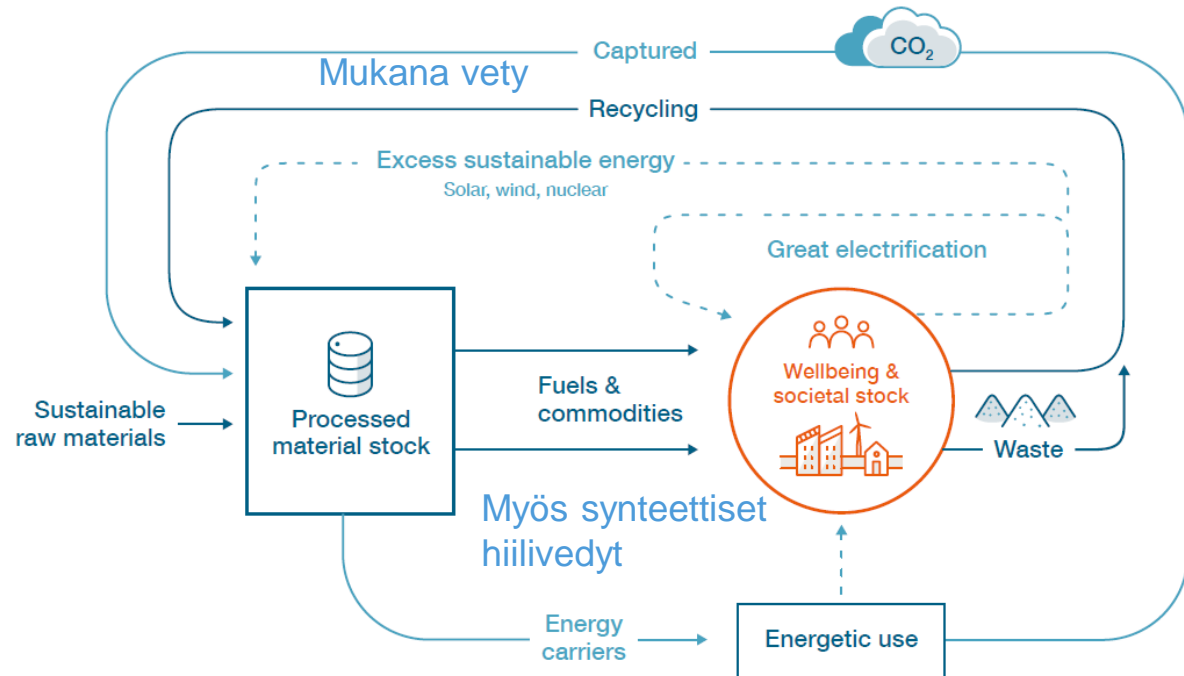 Captured
CO₂
Mukana vety
Recycling
Excess sustainable energy
Solar, wind, nuclear
Great electrification
Wellbeing &
societal stock
Fuels &
commodities
Sustainable
raw materials
Processed
material stock
Waste
Myös synteettiset
hiilivedyt
Energy
carriers
Energetic use